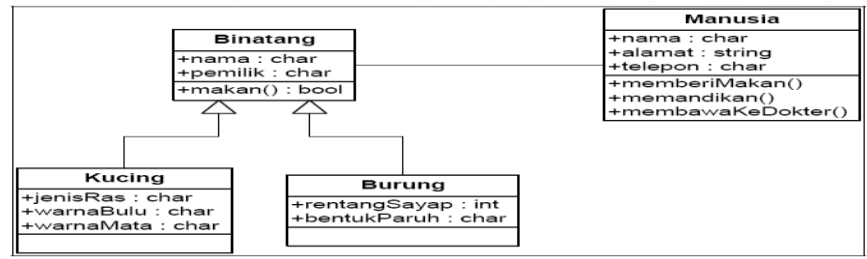 Binatang
+nama : char
+pemilik : char
+makan() : bool
Manusia
+nama : char
+alamat : string
+telepon : char
+memberiMakan()
+memandikan()
+membawaKeDokter()
Kucing
+jenisRas : char
+warnaBulu : char
+warnaMata : char
Burung
+rentangSayap : int
+bentukParuh : char